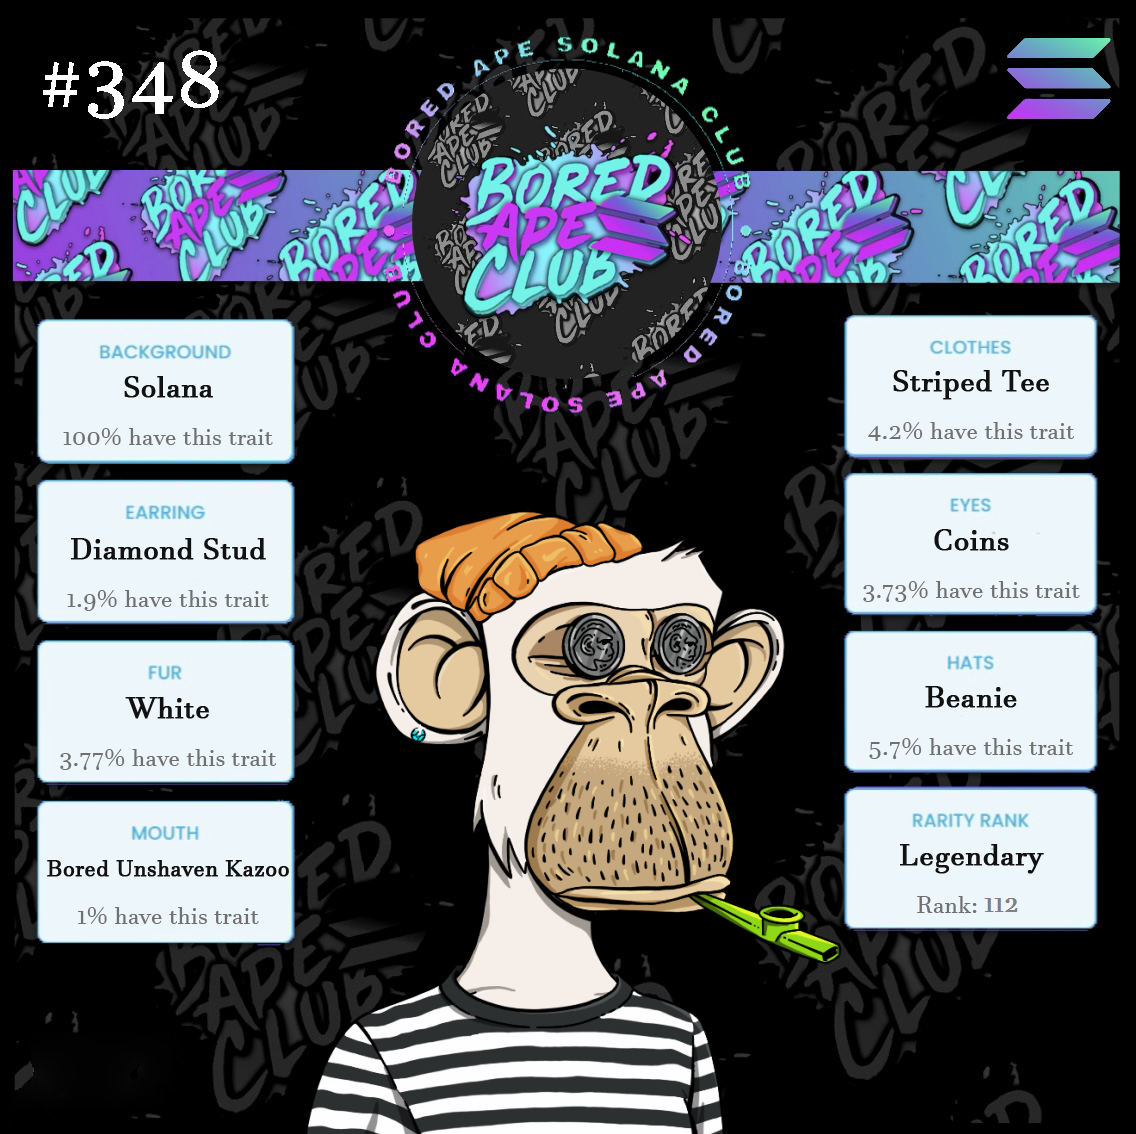 #348
BORED APE SOLANA CLUB
BORED
APE
CLUB
BORED APE SOLANA CLUB
BACKGROUND
Solana
100% have this trait
EARRING
Diamond Stud
1.9% have this trait
FUR
White
3.77% have this trait
MOUTH
Bored Unshaven Kazoo
1% have this trait
CLOTHES
Striped Tee
4.2% have this trait
EYES
Coins
3.73% have this trait
HATS
Beanie
5.7% have this trait
RARITY RANK
Legendary
Rank: 112